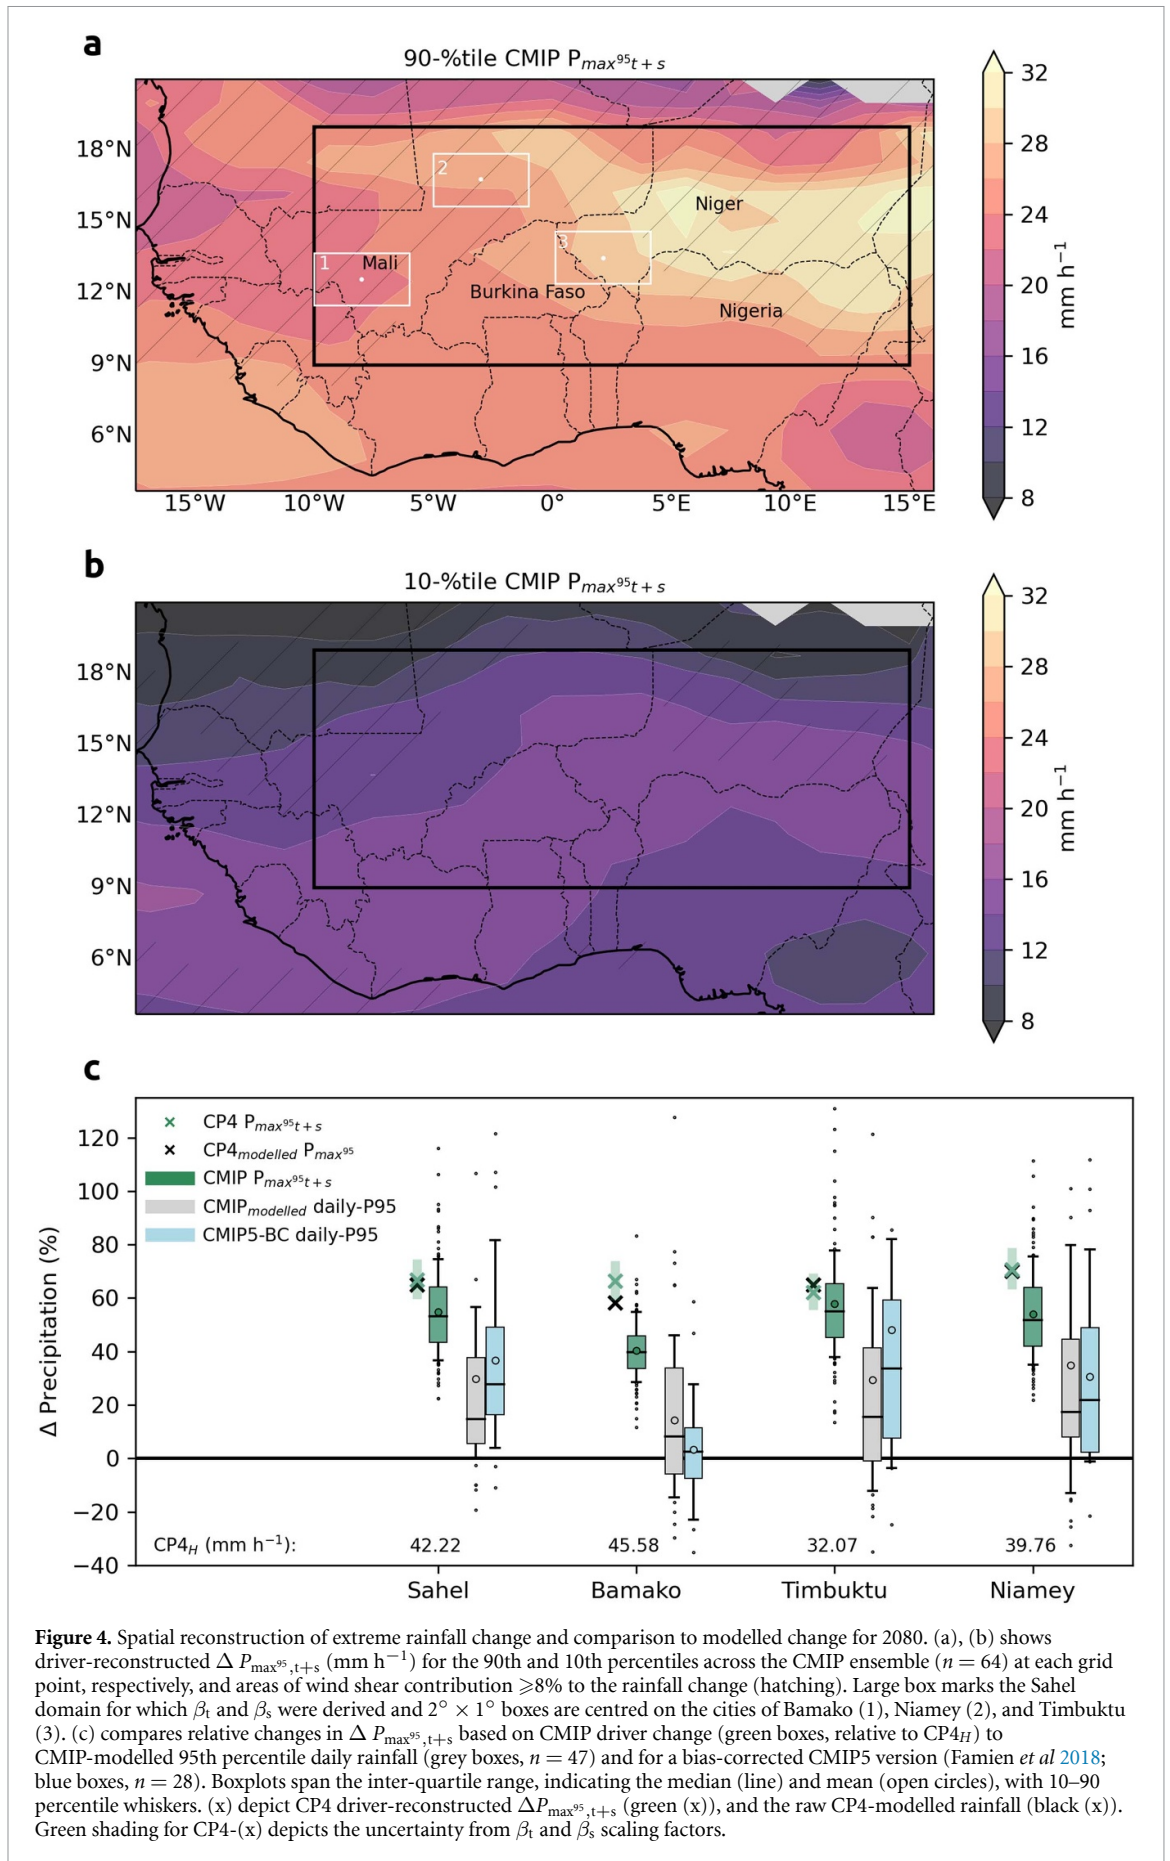 a
90-%tile CMIP Pmax⁹⁵t + s
18°N
15°N
12°N
9°N
6°N
15°W 10°W 5°W 0° 5°E 10°E 15°E
2
1
3
Mali
Burkina Faso
Niger
Nigeria
32
28
24
20
16
12
8
mm h⁻¹
b
10-%tile CMIP Pmax⁹⁵t + s
18°N
15°N
12°N
9°N
6°N
32
28
24
20
16
12
8
mm h⁻¹
c
CP4 Pmax⁹⁵t + s
CP4modelled Pmax⁹⁵
CMIP Pmax⁹⁵t + s
CMIPmodelled daily-P95
CMIP5-BC daily-P95
Δ Precipitation (%)
120
100
80
60
40
20
0
−20
−40
CP4H (mm h⁻¹): 42.22 45.58 32.07 39.76
Sahel Bamako Timbuktu Niamey
Figure 4. Spatial reconstruction of extreme rainfall change and comparison to modelled change for 2080. (a), (b) shows
driver-reconstructed Δ Pmax⁹⁵,t+s (mm h⁻¹) for the 90th and 10th percentiles across the CMIP ensemble (n = 64) at each grid
point, respectively, and areas of wind shear contribution ⩾8% to the rainfall change (hatching). Large box marks the Sahel
domain for which βt and βs were derived and 2° × 1° boxes are centred on the cities of Bamako (1), Niamey (2), and Timbuktu
(3). (c) compares relative changes in Δ Pmax⁹⁵,t+s based on CMIP driver change (green boxes, relative to CP4H) to
CMIP-modelled 95th percentile daily rainfall (grey boxes, n = 47) and for a bias-corrected CMIP5 version (Famien et al 2018;
blue boxes, n = 28). Boxplots span the inter-quartile range, indicating the median (line) and mean (open circles), with 10–90
percentile whiskers. (x) depict CP4 driver-reconstructed ΔPmax⁹⁵,t+s (green (x)), and the raw CP4-modelled rainfall (black (x)).
Green shading for CP4-(x) depicts the uncertainty from βt and βs scaling factors.